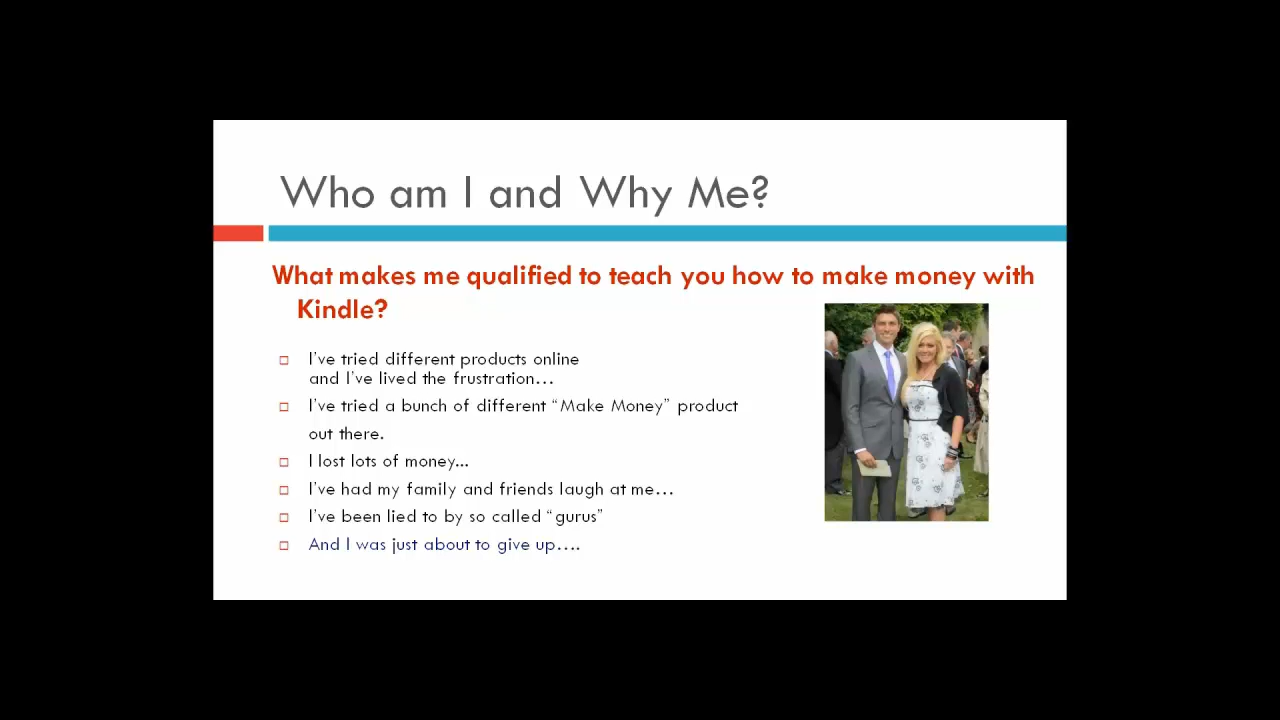 Who am I and Why Me?
What makes me qualified to teach you how to make money with
Kindle?
I've tried different products online
and I've lived the frustration…
I've tried a bunch of different “Make Money” product
out there.
I lost lots of money...
I've had my family and friends laugh at me…
I've been lied to by so called “gurus”
And I was just about to give up….